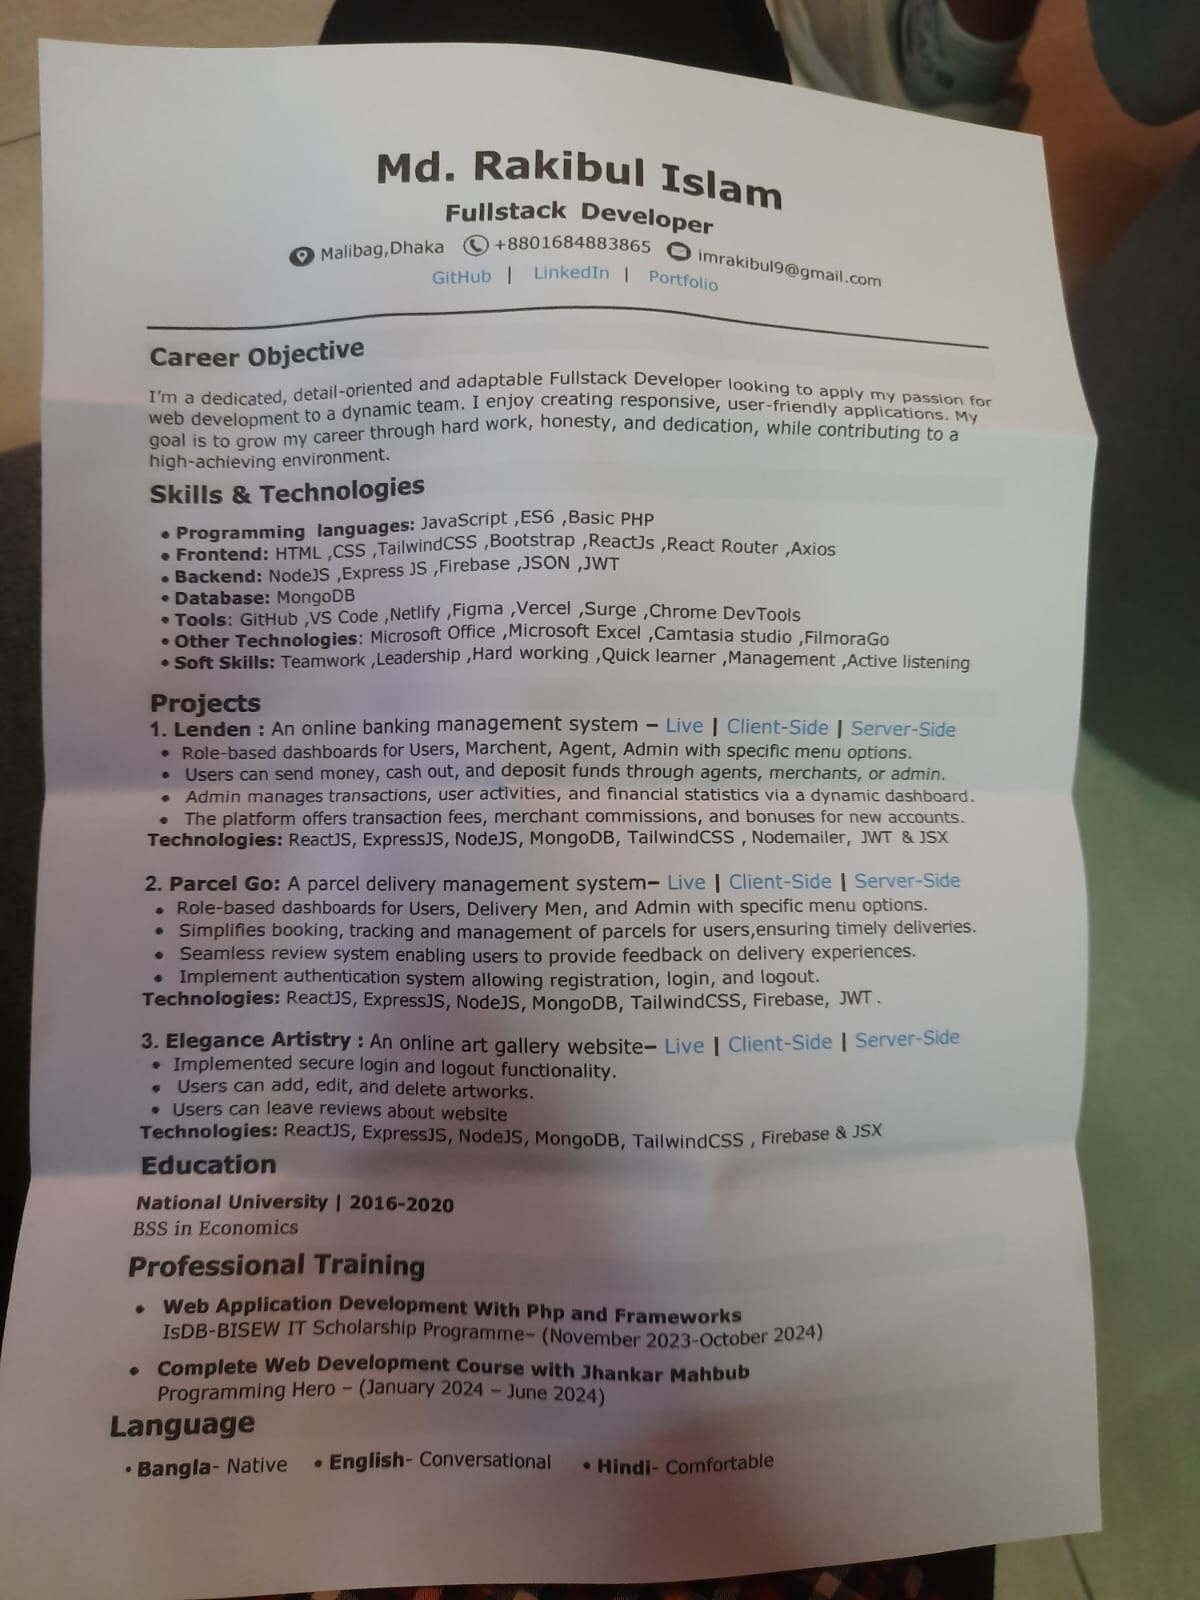 Md. Rakibul Islam
Fullstack Developer
Malibag,Dhaka +8801684883865 imrakibul9@gmail.com
GitHub | LinkedIn | Portfolio
Career Objective
I'm a dedicated, detail-oriented and adaptable Fullstack Developer looking to apply my passion for
web development to a dynamic team. I enjoy creating responsive, user-friendly applications. My
goal is to grow my career through hard work, honesty, and dedication, while contributing to a
high-achieving environment.
Skills & Technologies
• Programming languages: JavaScript ,ES6 ,Basic PHP
• Frontend: HTML ,CSS ,TailwindCSS ,Bootstrap ,ReactJs ,React Router ,Axios
• Backend: NodeJS ,Express JS ,Firebase ,JSON ,JWT
• Database: MongoDB
• Tools: GitHub ,VS Code ,Netlify ,Figma ,Vercel ,Surge ,Chrome DevTools
• Other Technologies: Microsoft Office ,Microsoft Excel ,Camtasia studio ,FilmoraGo
• Soft Skills: Teamwork ,Leadership ,Hard working ,Quick learner ,Management ,Active listening
Projects
1. Lenden : An online banking management system – Live | Client-Side | Server-Side
• Role-based dashboards for Users, Marchent, Agent, Admin with specific menu options.
• Users can send money, cash out, and deposit funds through agents, merchants, or admin.
• Admin manages transactions, user activities, and financial statistics via a dynamic dashboard.
• The platform offers transaction fees, merchant commissions, and bonuses for new accounts.
Technologies: ReactJS, ExpressJS, NodeJS, MongoDB, TailwindCSS , Nodemailer, JWT & JSX
2. Parcel Go: A parcel delivery management system– Live | Client-Side | Server-Side
• Role-based dashboards for Users, Delivery Men, and Admin with specific menu options.
• Simplifies booking, tracking and management of parcels for users,ensuring timely deliveries.
• Seamless review system enabling users to provide feedback on delivery experiences.
• Implement authentication system allowing registration, login, and logout.
Technologies: ReactJS, ExpressJS, NodeJS, MongoDB, TailwindCSS, Firebase, JWT .
3. Elegance Artistry : An online art gallery website– Live | Client-Side | Server-Side
• Implemented secure login and logout functionality.
• Users can add, edit, and delete artworks.
• Users can leave reviews about website
Technologies: ReactJS, ExpressJS, NodeJS, MongoDB, TailwindCSS , Firebase & JSX
Education
National University | 2016-2020
BSS in Economics
Professional Training
• Web Application Development With Php and Frameworks
IsDB-BISEW IT Scholarship Programme– (November 2023-October 2024)
• Complete Web Development Course with Jhankar Mahbub
Programming Hero – (January 2024 – June 2024)
Language
• Bangla- Native • English- Conversational • Hindi- Comfortable